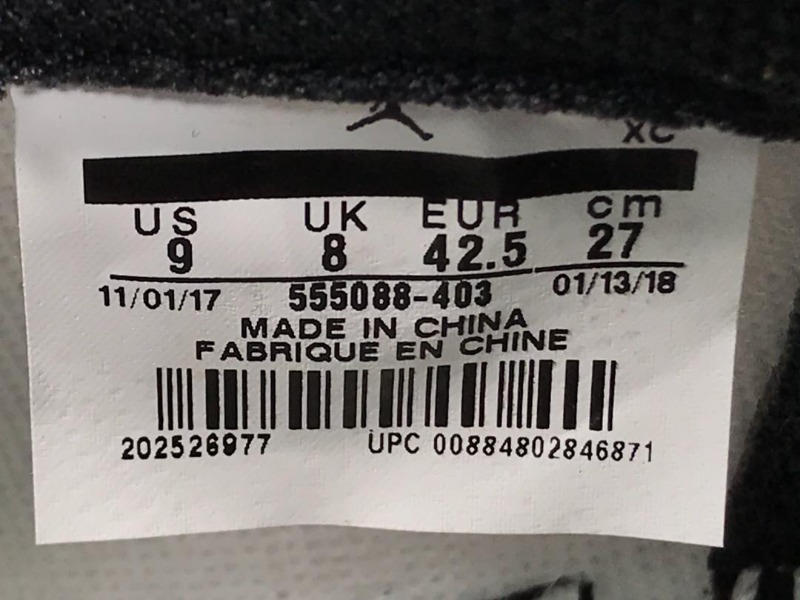 XC
US UK EUR cm
9 8 42.5 27
11/01/17 555088-403 01/13/18
MADE IN CHINA
FABRIQUE EN CHINE
202526977 UPC 00884802846871